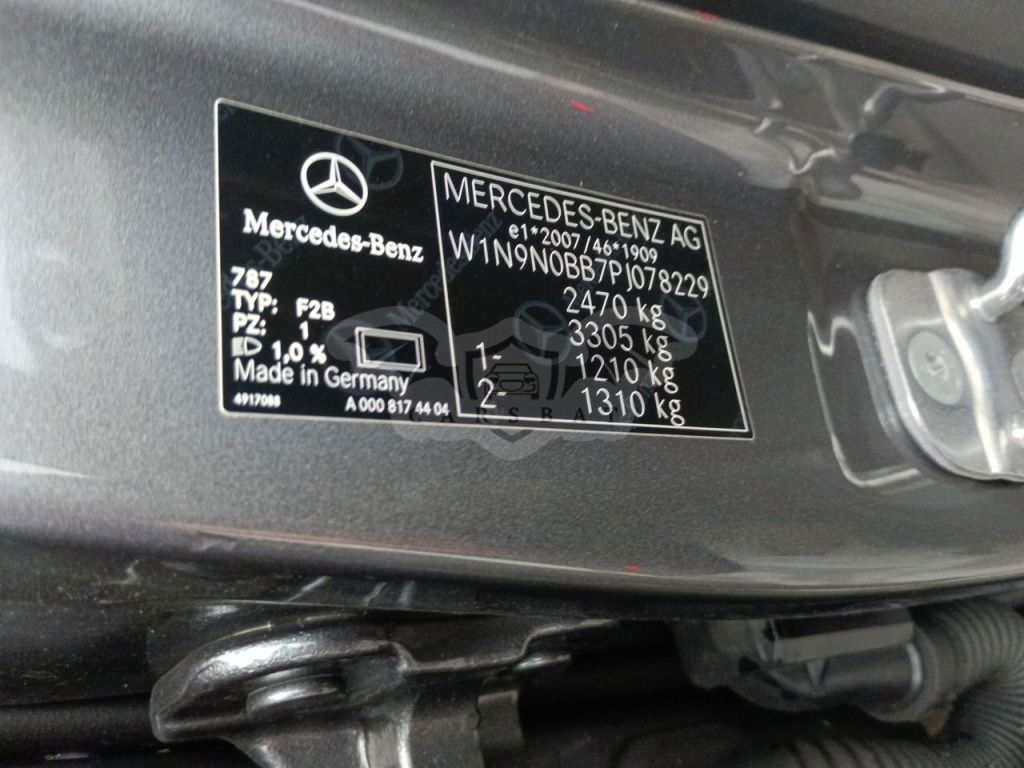 Mercedes-Benz
787
TYP: F2B
PZ: 1
1,0 %
Made in Germany
4917088
A 000 817 44 04
MERCEDES-BENZ AG
e1*2007/46*1909
W1N9N0BB7PJ078229
2470 kg
3305 kg
1- 1210 kg
2- 1310 kg